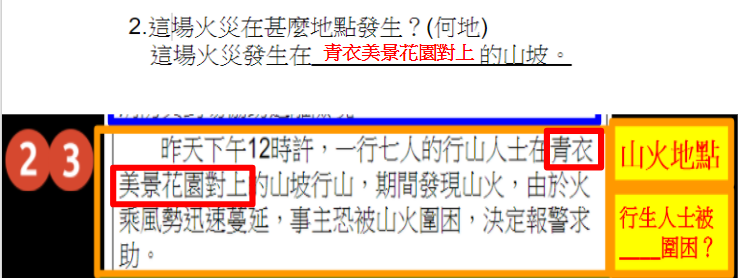 2.這場火災在甚麼地點發生？(何地)
這場火災發生在 青衣美景花園對上 的山坡。
2 3
昨天下午12時許，一行七人的行山人士在青衣
美景花園對上的山坡行山，期間發現山火，由於火
乘風勢迅速蔓延，事主恐被山火圍困，決定報警求
助。
山火地點
行生人士被
____圍困？